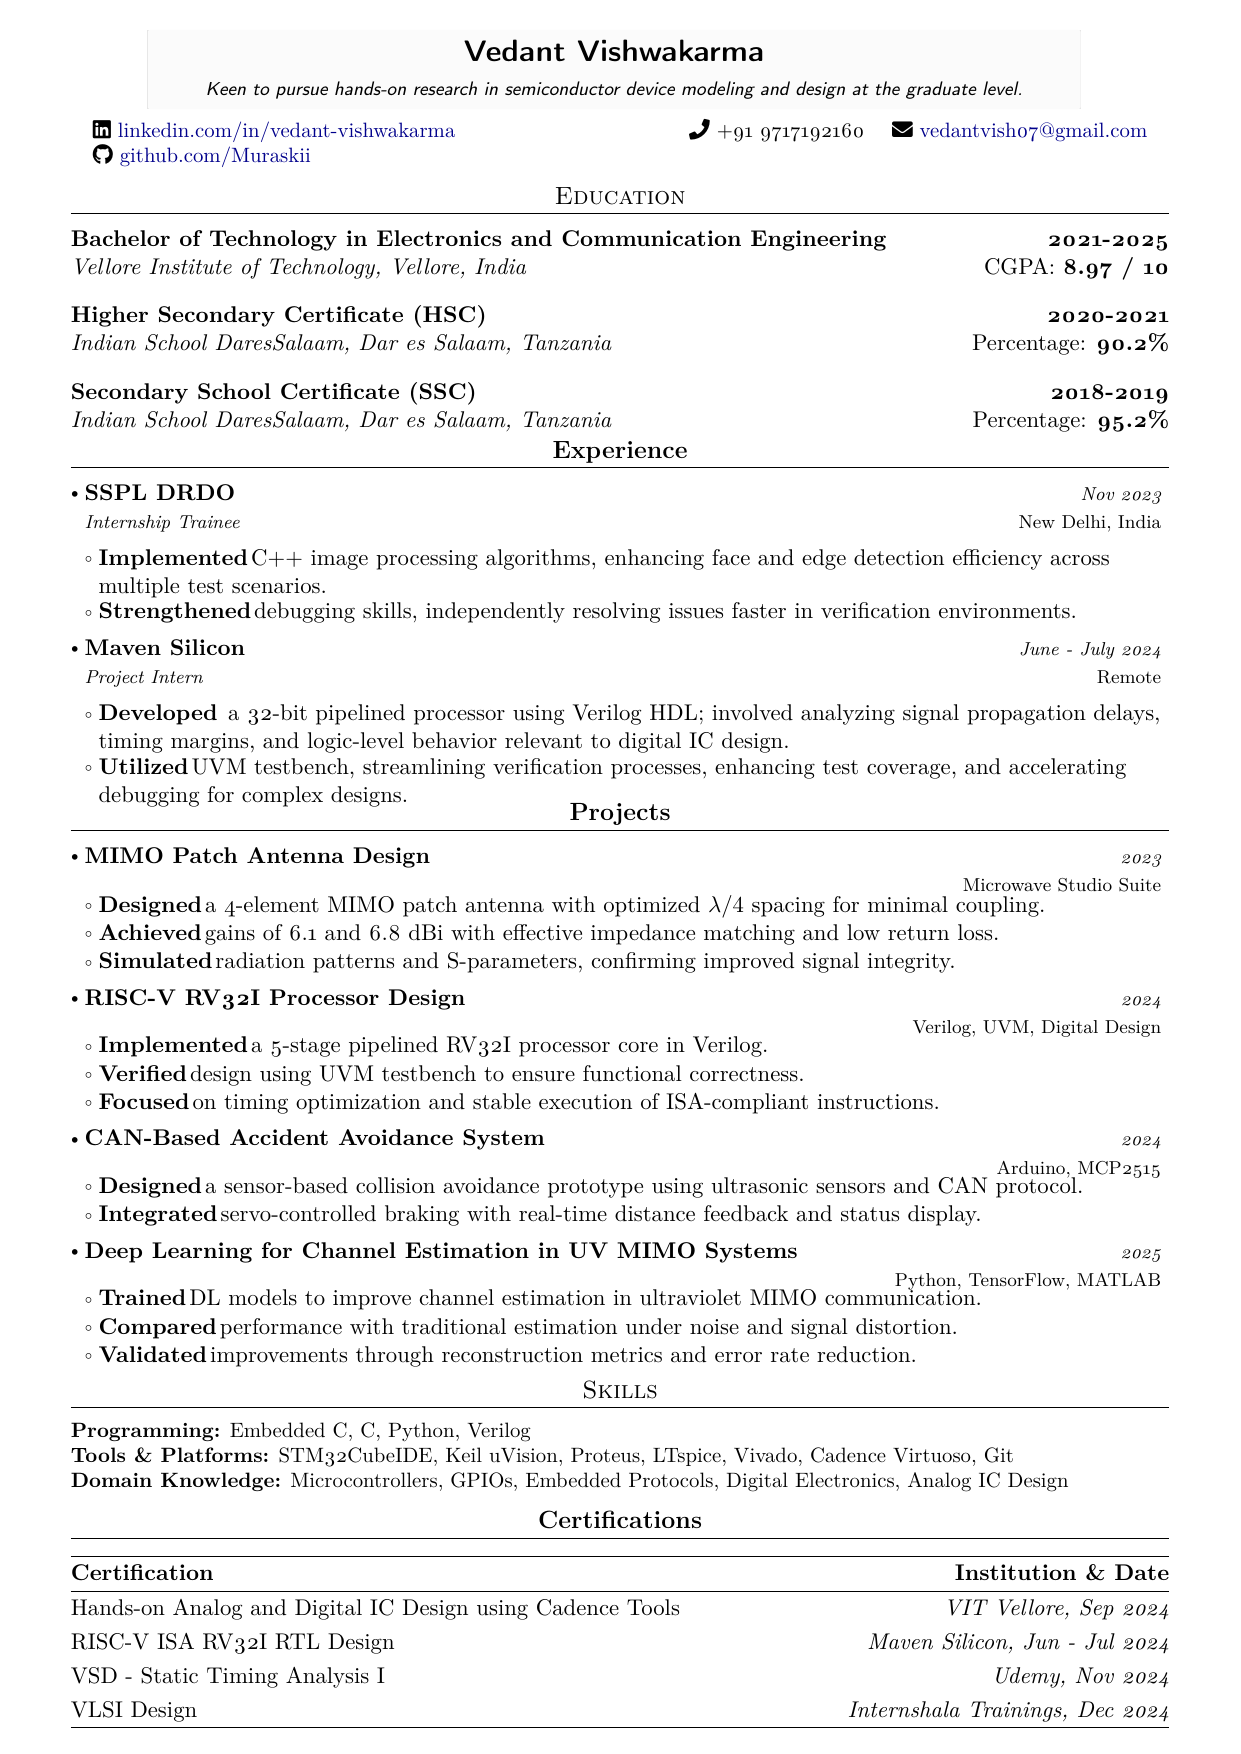 Vedant Vishwakarma
Keen to pursue hands-on research in semiconductor device modeling and design at the graduate level.
linkedin.com/in/vedant-vishwakarma +91 9717192160 vedantvish07@gmail.com
github.com/Muraskii
Education
Bachelor of Technology in Electronics and Communication Engineering 2021-2025
Vellore Institute of Technology, Vellore, India CGPA: 8.97 / 10
Higher Secondary Certificate (HSC) 2020-2021
Indian School DaresSalaam, Dar es Salaam, Tanzania Percentage: 90.2%
Secondary School Certificate (SSC) 2018-2019
Indian School DaresSalaam, Dar es Salaam, Tanzania Percentage: 95.2%
Experience
• SSPL DRDO Nov 2023
Internship Trainee New Delhi, India
◦ Implemented C++ image processing algorithms, enhancing face and edge detection efficiency across
multiple test scenarios.
◦ Strengthened debugging skills, independently resolving issues faster in verification environments.
• Maven Silicon June - July 2024
Project Intern Remote
◦ Developed a 32-bit pipelined processor using Verilog HDL; involved analyzing signal propagation delays,
timing margins, and logic-level behavior relevant to digital IC design.
◦ Utilized UVM testbench, streamlining verification processes, enhancing test coverage, and accelerating
debugging for complex designs.
Projects
• MIMO Patch Antenna Design 2023
Microwave Studio Suite
◦ Designed a 4-element MIMO patch antenna with optimized λ/4 spacing for minimal coupling.
◦ Achieved gains of 6.1 and 6.8 dBi with effective impedance matching and low return loss.
◦ Simulated radiation patterns and S-parameters, confirming improved signal integrity.
• RISC-V RV32I Processor Design 2024
Verilog, UVM, Digital Design
◦ Implemented a 5-stage pipelined RV32I processor core in Verilog.
◦ Verified design using UVM testbench to ensure functional correctness.
◦ Focused on timing optimization and stable execution of ISA-compliant instructions.
• CAN-Based Accident Avoidance System 2024
Arduino, MCP2515
◦ Designed a sensor-based collision avoidance prototype using ultrasonic sensors and CAN protocol.
◦ Integrated servo-controlled braking with real-time distance feedback and status display.
• Deep Learning for Channel Estimation in UV MIMO Systems 2025
Python, TensorFlow, MATLAB
◦ Trained DL models to improve channel estimation in ultraviolet MIMO communication.
◦ Compared performance with traditional estimation under noise and signal distortion.
◦ Validated improvements through reconstruction metrics and error rate reduction.
Skills
Programming: Embedded C, C, Python, Verilog
Tools & Platforms: STM32CubeIDE, Keil uVision, Proteus, LTspice, Vivado, Cadence Virtuoso, Git
Domain Knowledge: Microcontrollers, GPIOs, Embedded Protocols, Digital Electronics, Analog IC Design
Certifications
Certification Institution & Date
Hands-on Analog and Digital IC Design using Cadence Tools VIT Vellore, Sep 2024
RISC-V ISA RV32I RTL Design Maven Silicon, Jun - Jul 2024
VSD - Static Timing Analysis I Udemy, Nov 2024
VLSI Design Internshala Trainings, Dec 2024